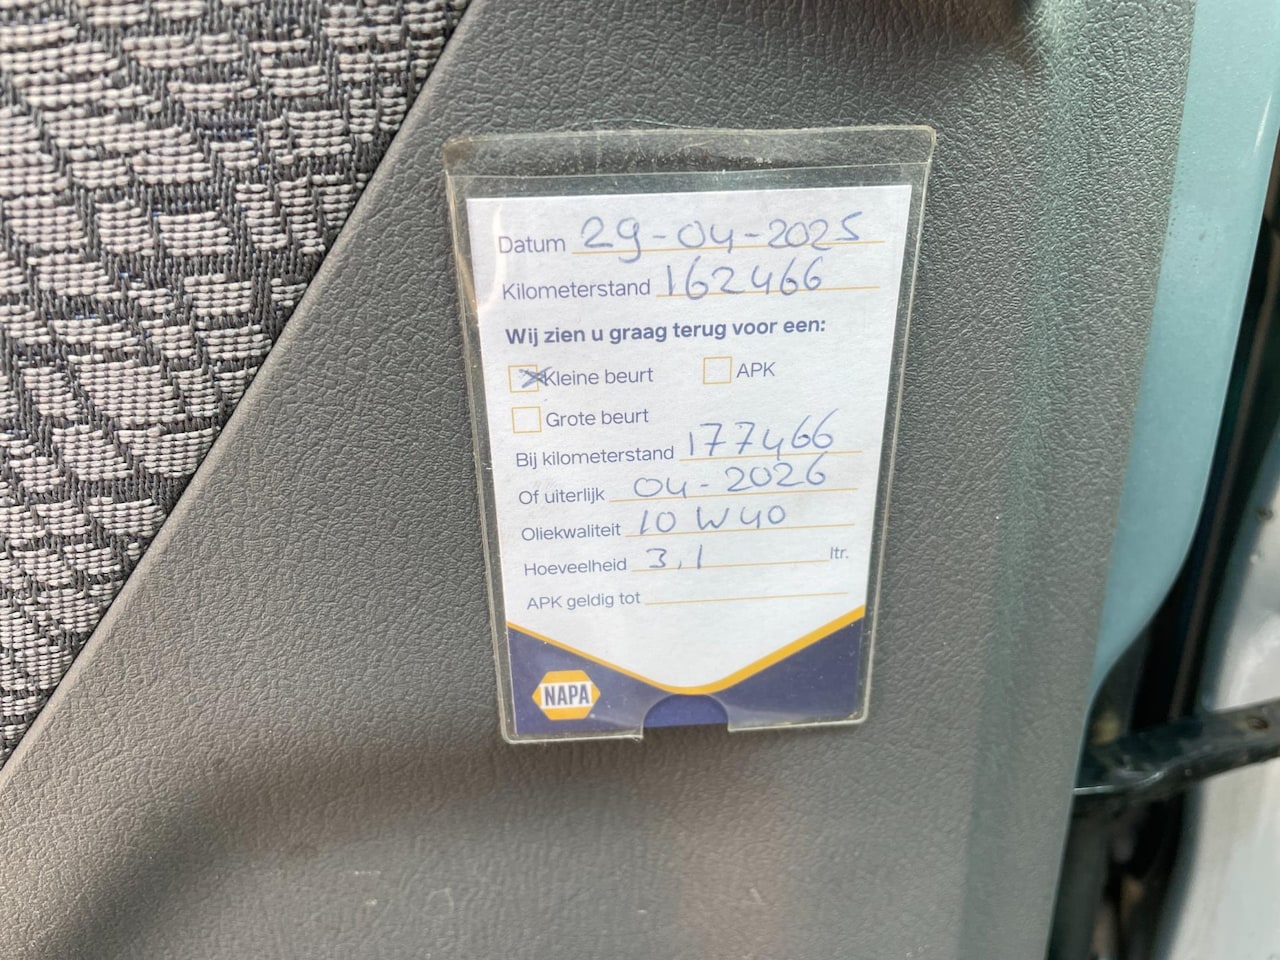 Datum 29-04-2025
Kilometerstand 162466
Wij zien u graag terug voor een:
Kleine beurt APK
Grote beurt
Bij kilometerstand 177466
Of uiterlijk 04-2026
Oliekwaliteit 10W40
Hoeveelheid 3,1 ltr.
APK geldig tot
NAPA